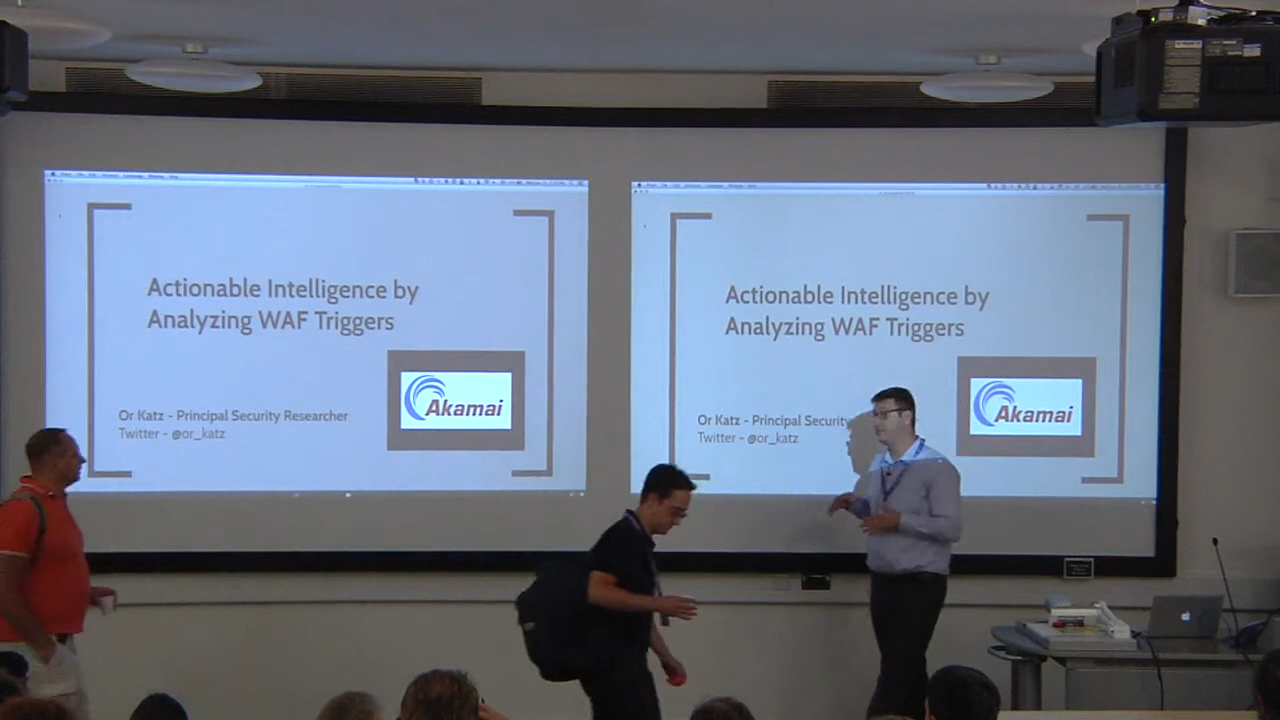 Actionable Intelligence by
Analyzing WAF Triggers
Akamai
Or Katz - Principal Security Researcher
Twitter - @or_katz
Actionable Intelligence by
Analyzing WAF Triggers
Akamai
Or Katz - Principal Security
Twitter - @or_katz